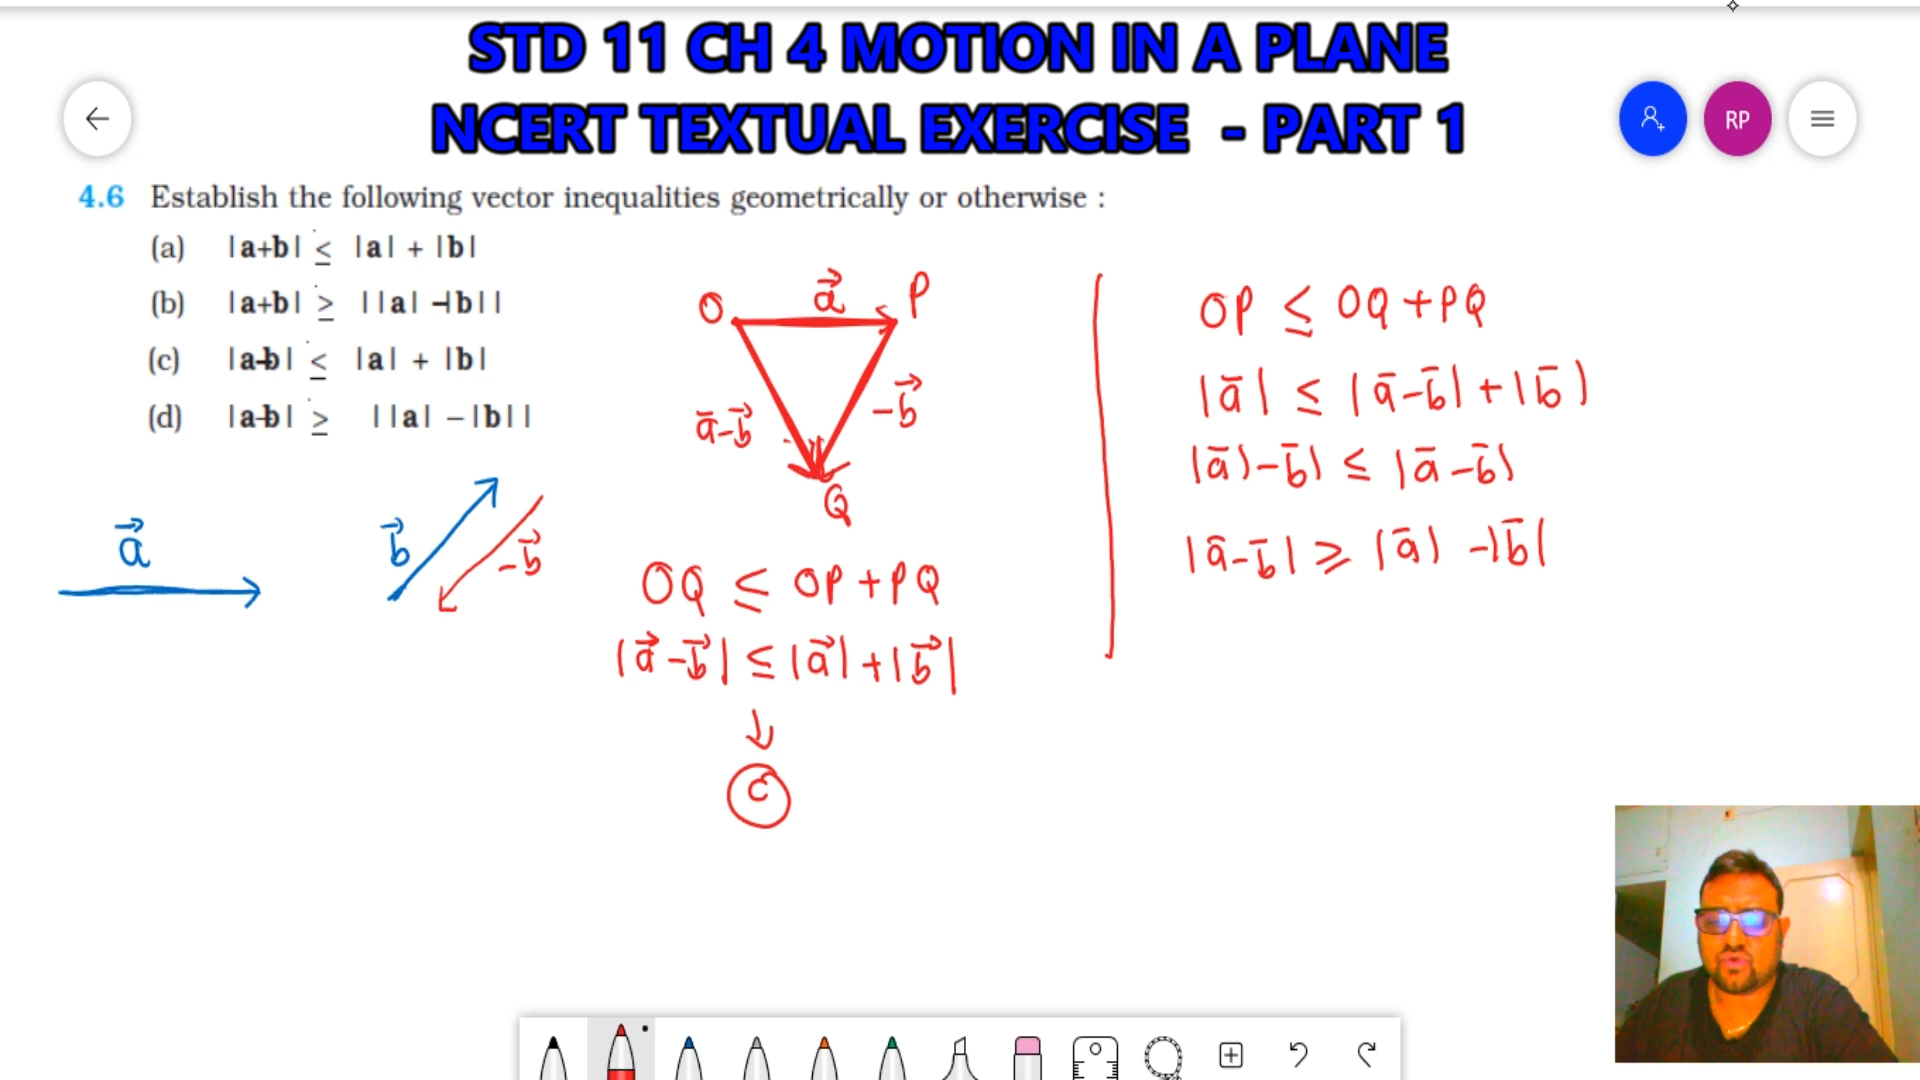 STD 11 CH 4 MOTION IN A PLANE
NCERT TEXTUAL EXERCISE - PART 1
RP
4.6 Establish the following vector inequalities geometrically or otherwise :
(a) |a+b| ≤ |a| + |b|
(b) |a+b| ≥ ||a| −|b||
(c) |a-b| ≤ |a| + |b|
(d) |a-b| ≥ ||a| − |b||
a⃗
b⃗
-b⃗
O a⃗ P
ā-b⃗ -b⃗
Q
OQ ≤ OP + PQ
|a⃗ - b⃗| ≤ |a⃗| + |b⃗|
↓
C
OP ≤ OQ + PQ
|ā| ≤ |ā - b̄| + |b̄|
|ā| - b̄| ≤ |ā - b̄|
|ā - b̄| ≥ |ā| - |b̄|